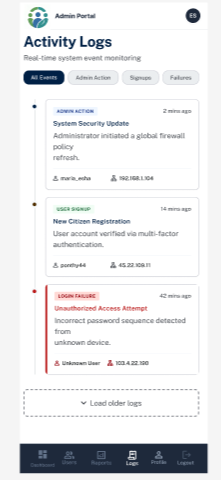 Admin Portal
ES
Activity Logs
Real-time system event monitoring
All Events
Admin Action
Signups
Failures
ADMIN ACTION
2 mins ago
System Security Update
Administrator initiated a global firewall
policy
refresh.
maria_esha
192.168.1.104
USER SIGNUP
14 mins ago
New Citizen Registration
User account verified via multi-factor
authentication.
ponthy44
45.22.109.11
LOGIN FAILURE
42 mins ago
Unauthorized Access Attempt
Incorrect password sequence detected
from
unknown device.
Unknown User
103.4.22.190
Load older logs
Dashboard
Users
Reports
Logs
Profile
Logout